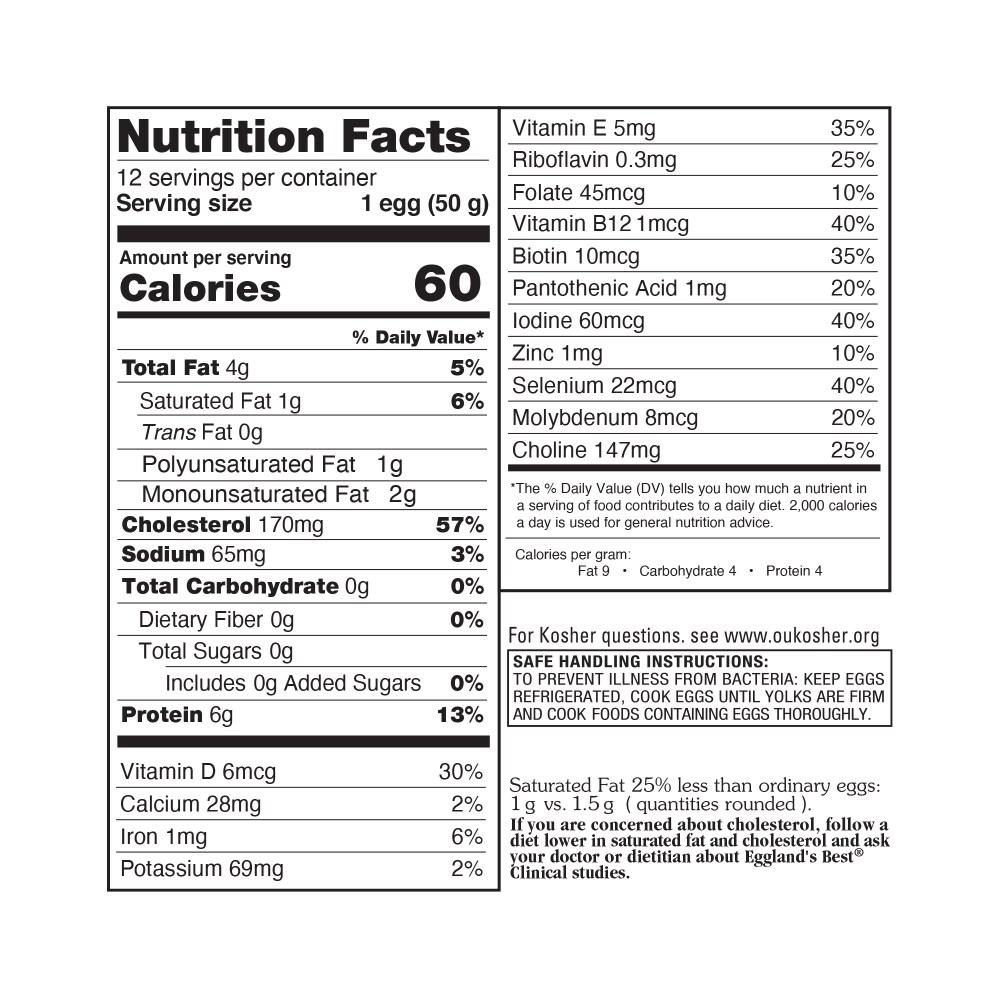 Nutrition Facts
12 servings per container
Serving size 1 egg (50 g)
Amount per serving
Calories 60
% Daily Value*
Total Fat 4g 5%
Saturated Fat 1g 6%
Trans Fat 0g
Polyunsaturated Fat 1g
Monounsaturated Fat 2g
Cholesterol 170mg 57%
Sodium 65mg 3%
Total Carbohydrate 0g 0%
Dietary Fiber 0g 0%
Total Sugars 0g
Includes 0g Added Sugars 0%
Protein 6g 13%
Vitamin D 6mcg 30%
Calcium 28mg 2%
Iron 1mg 6%
Potassium 69mg 2%
Vitamin E 5mg 35%
Riboflavin 0.3mg 25%
Folate 45mcg 10%
Vitamin B12 1mcg 40%
Biotin 10mcg 35%
Pantothenic Acid 1mg 20%
Iodine 60mcg 40%
Zinc 1mg 10%
Selenium 22mcg 40%
Molybdenum 8mcg 20%
Choline 147mg 25%
*The % Daily Value (DV) tells you how much a nutrient in
a serving of food contributes to a daily diet. 2,000 calories
a day is used for general nutrition advice.
Calories per gram:
Fat 9 • Carbohydrate 4 • Protein 4
For Kosher questions. see www.oukosher.org
SAFE HANDLING INSTRUCTIONS:
TO PREVENT ILLNESS FROM BACTERIA: KEEP EGGS
REFRIGERATED, COOK EGGS UNTIL YOLKS ARE FIRM
AND COOK FOODS CONTAINING EGGS THOROUGHLY.
Saturated Fat 25% less than ordinary eggs:
1 g vs. 1.5 g ( quantities rounded ).
If you are concerned about cholesterol, follow a
diet lower in saturated fat and cholesterol and ask
your doctor or dietitian about Eggland's Best®
Clinical studies.